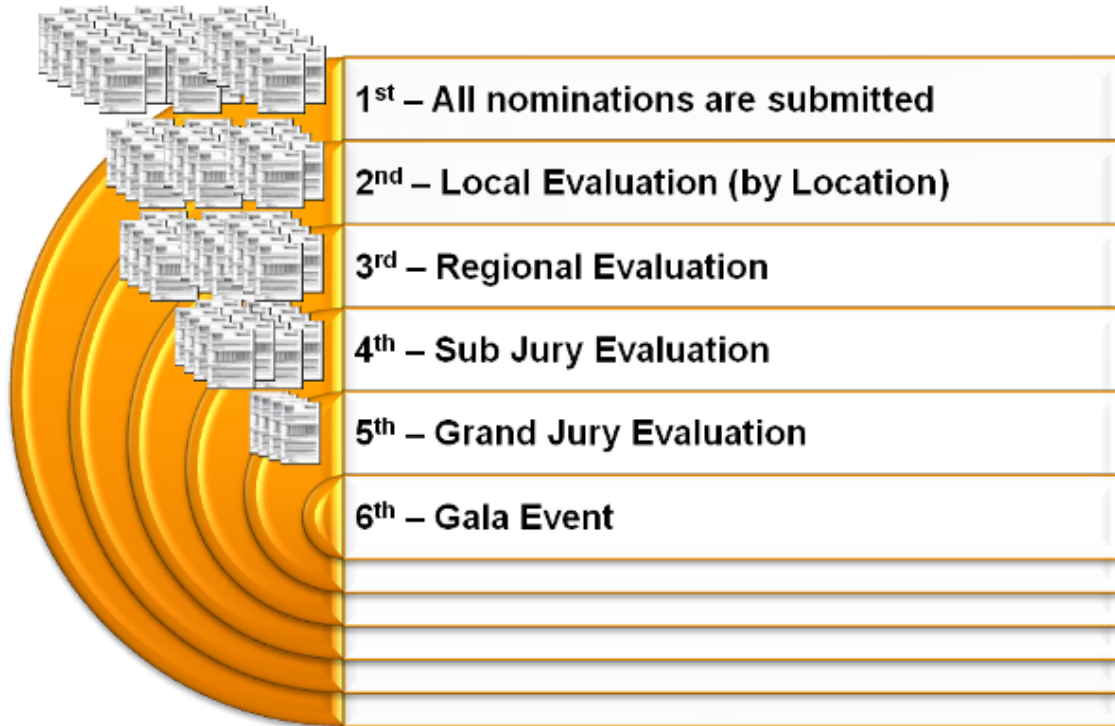 1st – All nominations are submitted
2nd – Local Evaluation (by Location)
3rd – Regional Evaluation
4th – Sub Jury Evaluation
5th – Grand Jury Evaluation
6th – Gala Event